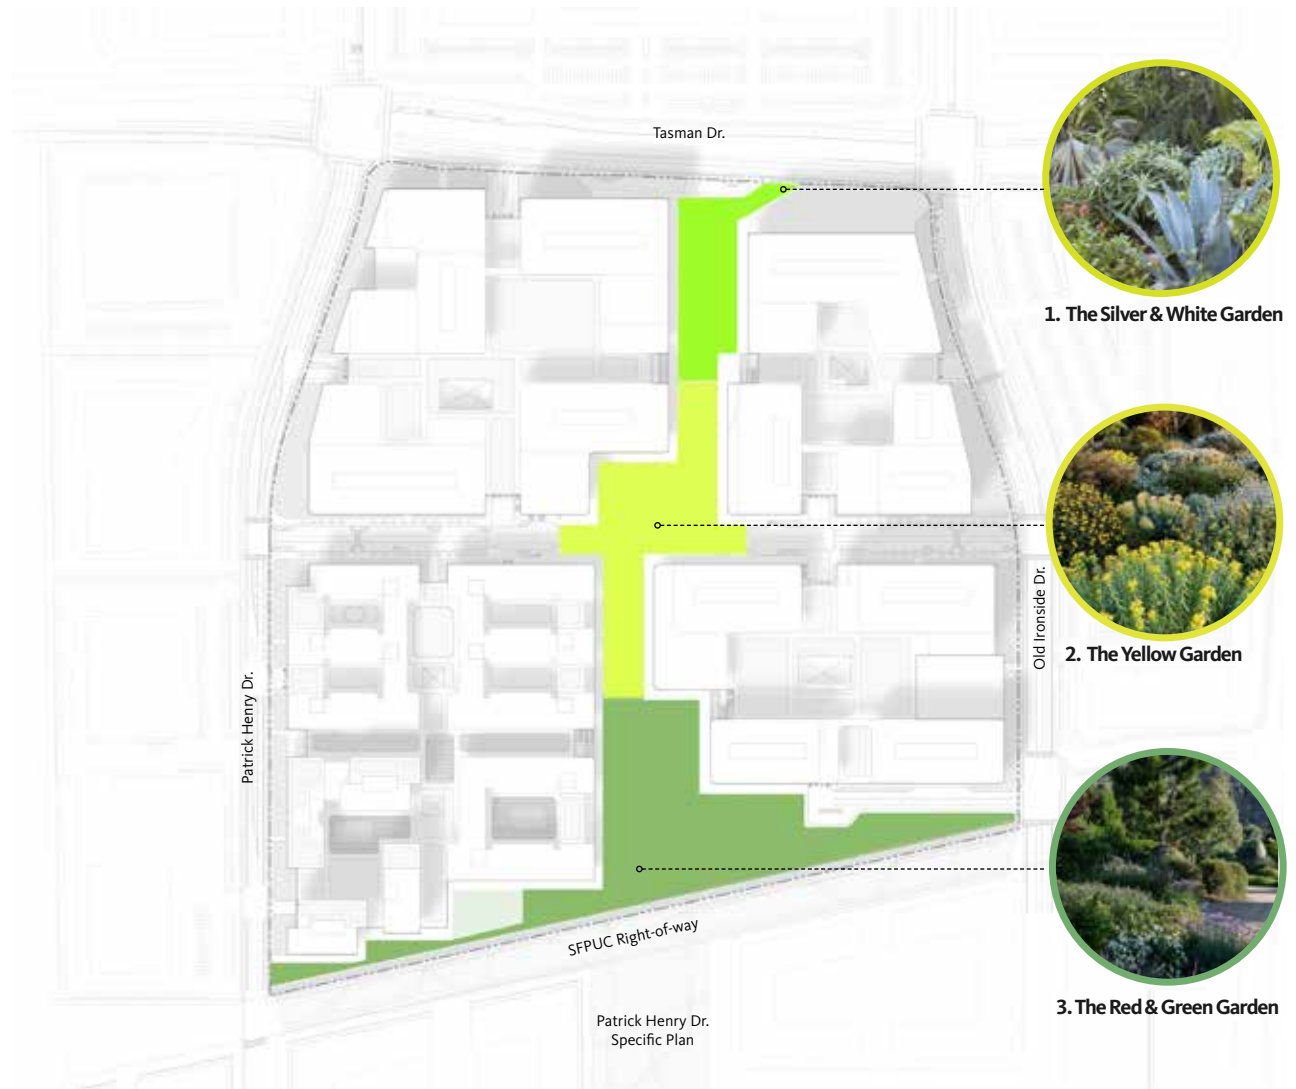 Tasman Dr.
1. The Silver & White Garden
2. The Yellow Garden
Old Ironside Dr.
Patrick Henry Dr.
SFPUC Right-of-way
3. The Red & Green Garden
Patrick Henry Dr.
Specific Plan